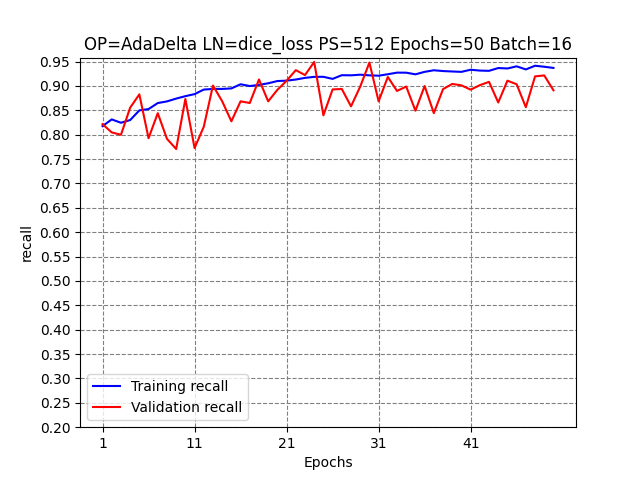 OP=AdaDelta LN=dice_loss PS=512 Epochs=50 Batch=16
0.95
0.90
0.85
0.80
0.75
0.70
0.65
0.60
0.55
0.50
0.45
0.40
0.35
0.30
0.25
0.20
recall
Training recall
Validation recall
1 11 21 31 41
Epochs